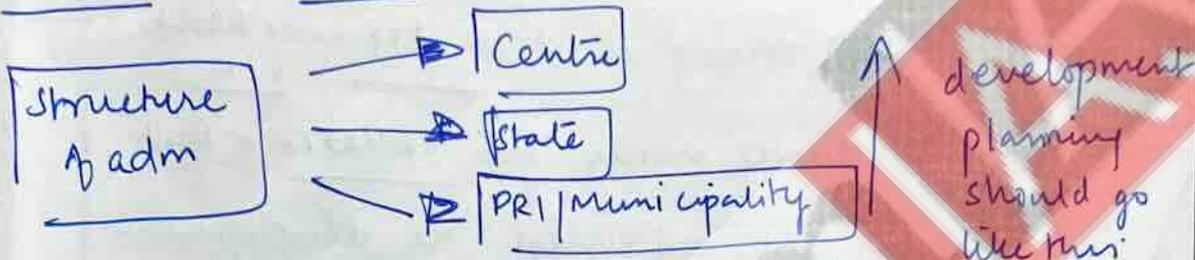 Structure
of adm
Centre
State
PRI/Municipality
development
planning
should go
like this